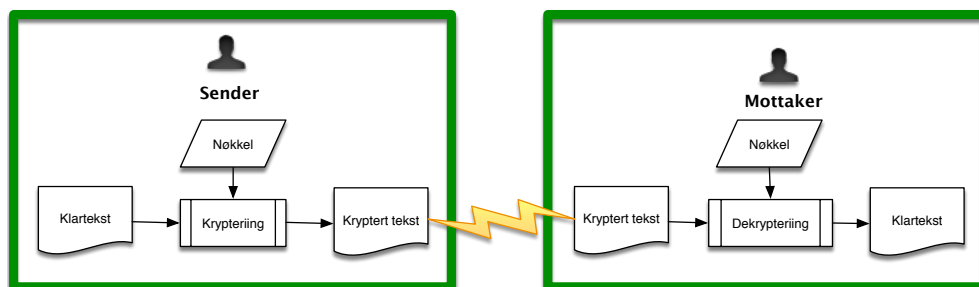 Sender
Nøkkel
Klartekst
Krypteriing
Kryptert tekst
Mottaker
Nøkkel
Kryptert tekst
Dekrypteriing
Klartekst